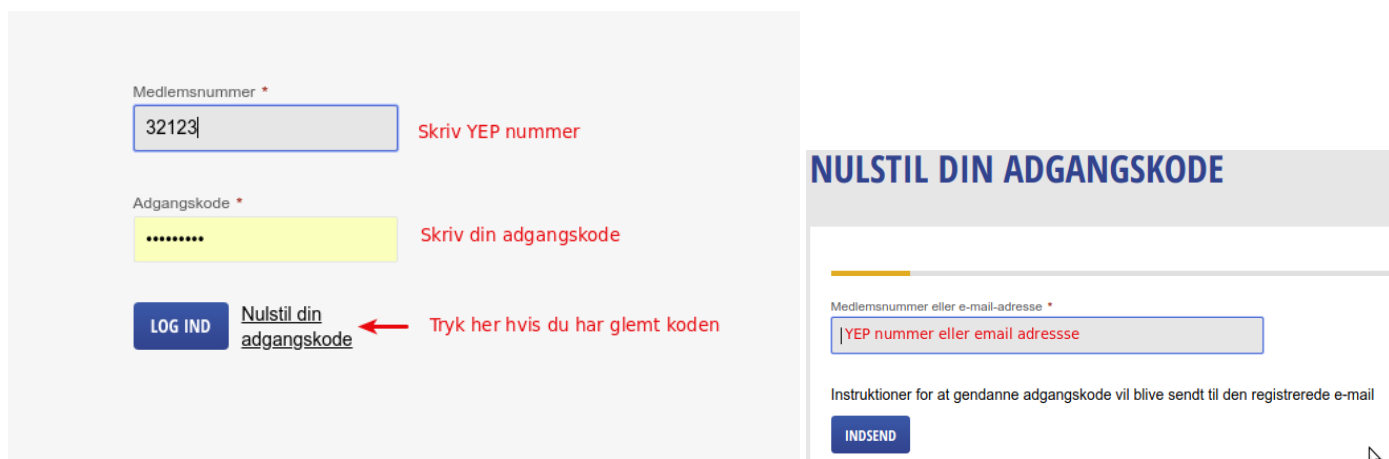 Medlemsnummer *
32123
Skriv YEP nummer
Adgangskode *
•••••••••
Skriv din adgangskode
LOG IND
Nulstil din
adgangskode
Tryk her hvis du har glemt koden
NULSTIL DIN ADGANGSKODE
Medlemsnummer eller e-mail-adresse *
YEP nummer eller email adressse
Instruktioner for at gendanne adgangskode vil blive sendt til den registrerede e-mail
INDSEND